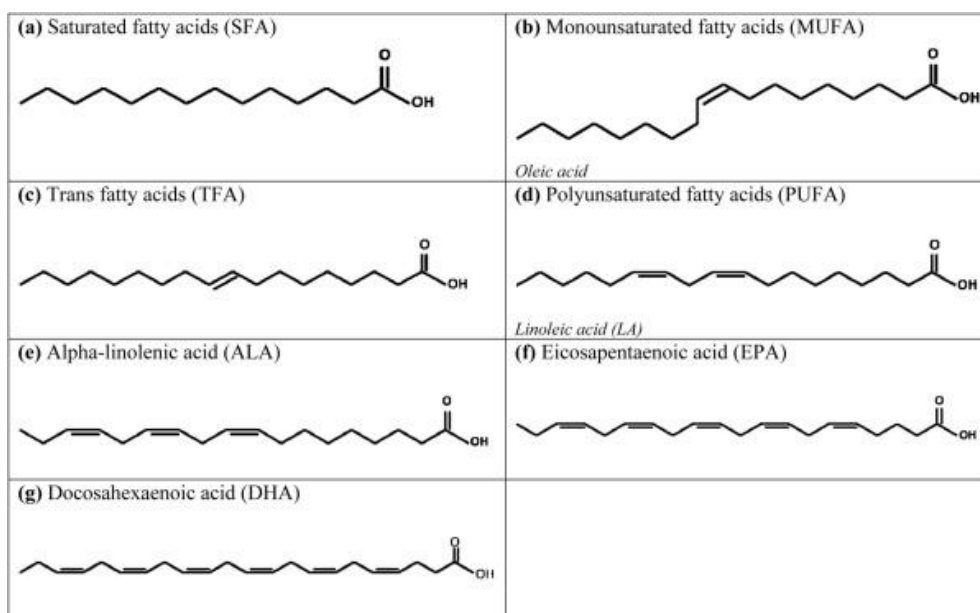 (a) Saturated fatty acids (SFA)
O
OH
(b) Monounsaturated fatty acids (MUFA)
O
OH
Oleic acid
(c) Trans fatty acids (TFA)
O
OH
(d) Polyunsaturated fatty acids (PUFA)
O
OH
Linoleic acid (LA)
(e) Alpha-linolenic acid (ALA)
O
OH
(f) Eicosapentaenoic acid (EPA)
O
OH
(g) Docosahexaenoic acid (DHA)
O
OH